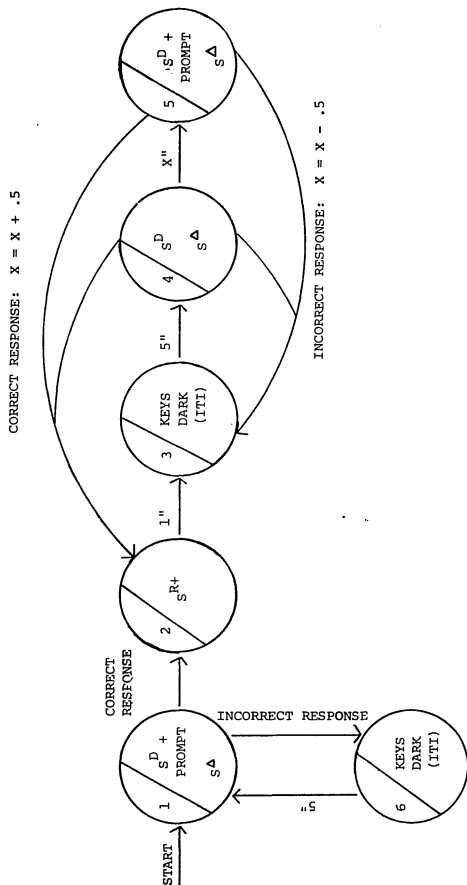 START
1
S^D +
PROMPT
S^Δ
CORRECT
RESPONSE
INCORRECT RESPONSE
5"
6
KEYS
DARK
(ITI)
2
S^R+
1"
3
KEYS
DARK
(ITI)
5"
4
S^D
S^Δ
X"
5
S^D +
PROMPT
S^Δ
CORRECT RESPONSE: X = X + .5
INCORRECT RESPONSE: X = X - .5